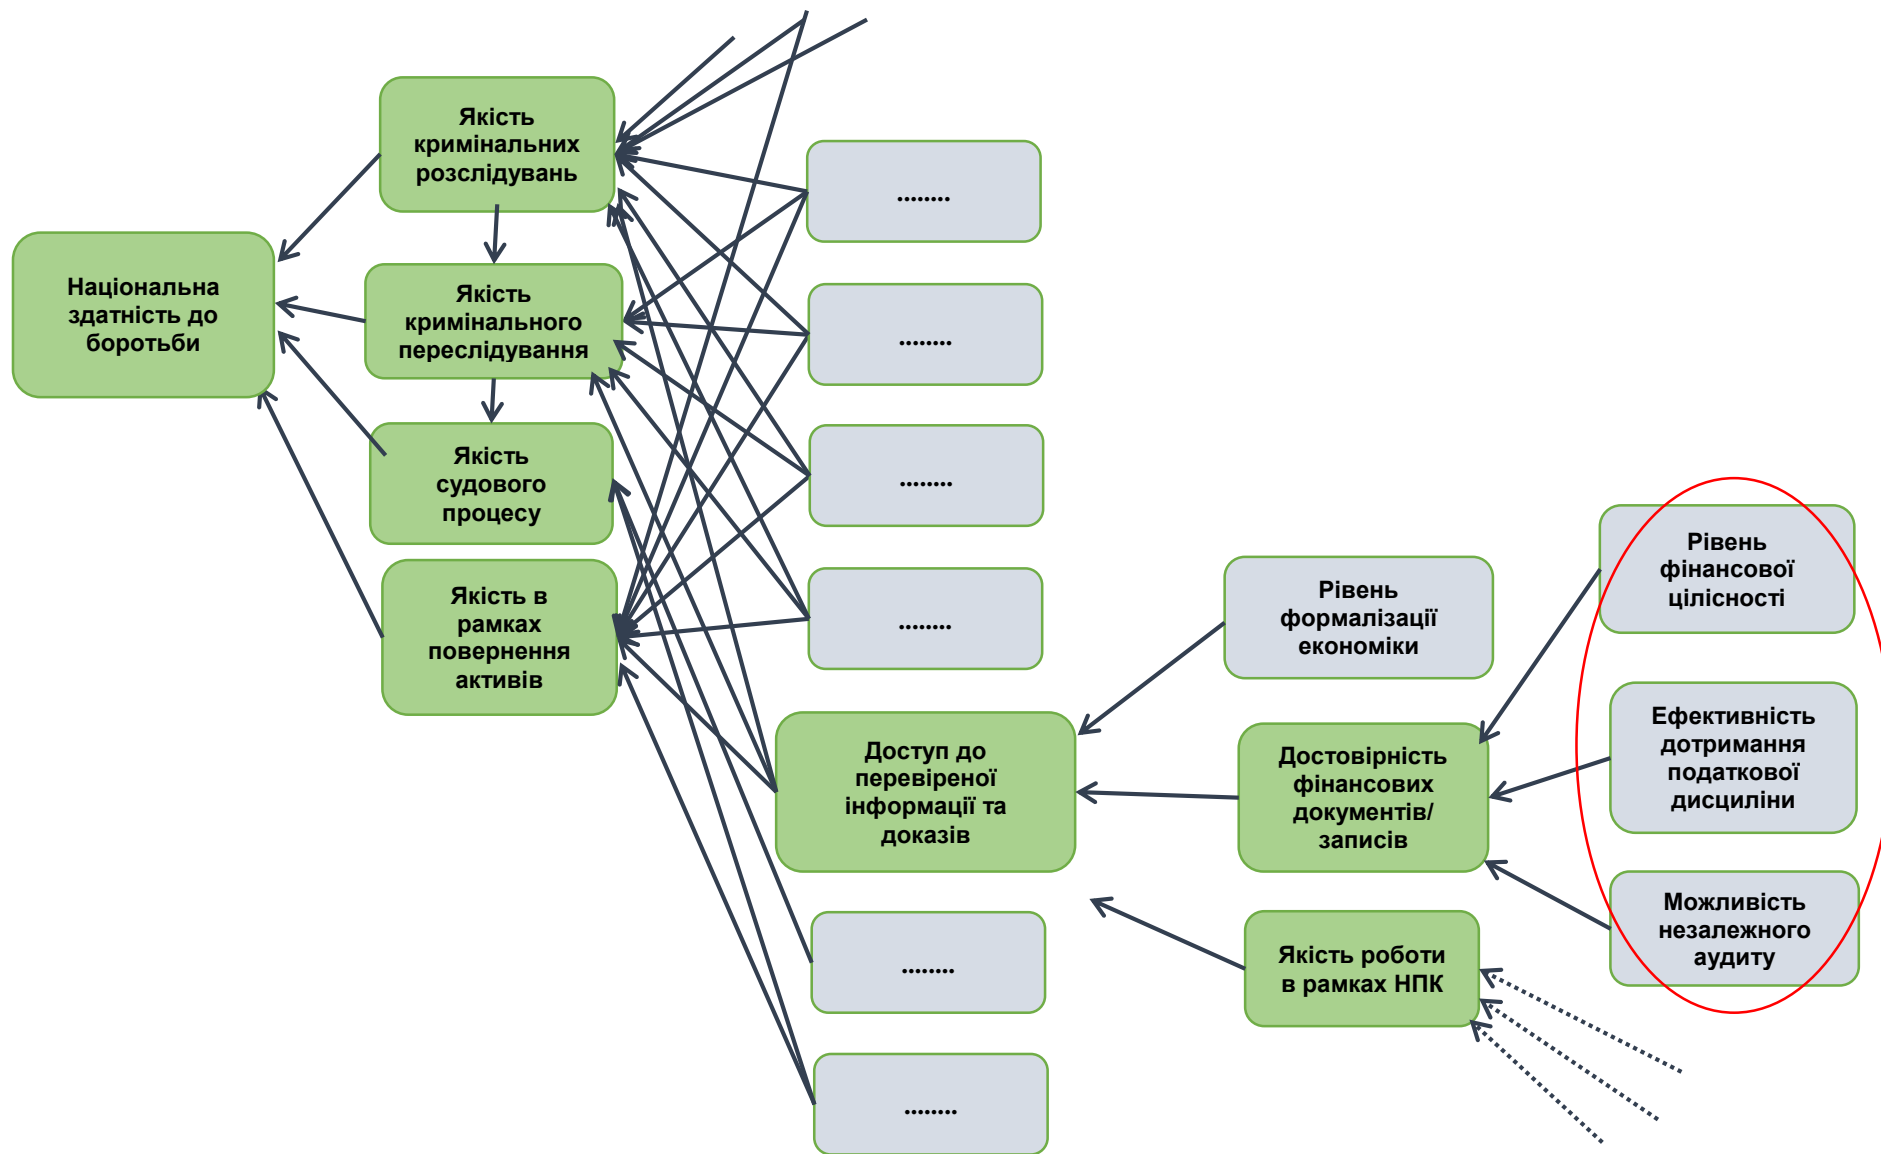 Якість
кримінальних
розслідувань
Національна
здатність до
боротьби
Якість
кримінального
переслідування
Якість
судового
процесу
Якість в
рамках
повернення
активів
........
........
........
........
Доступ до
перевіреної
інформації та
доказів
........
........
Рівень
формалізації
економіки
Достовірність
фінансових
документів/
записів
Якість роботи
в рамках НПК
Рівень
фінансової
цілісності
Ефективність
дотримання
податкової
дисциліни
Можливість
незалежного
аудиту